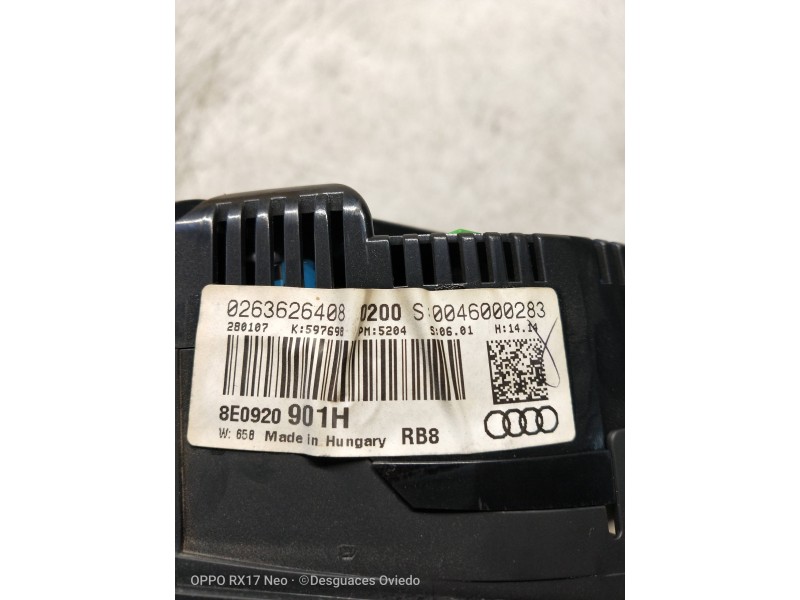 0263626408 0200 S:0046000283
280107 K:597698 PM:5204 S:06.01 H:14.14
8E0920 901H
W: 658 Made in Hungary RB8
OPPO RX17 Neo · ©Desguaces Oviedo